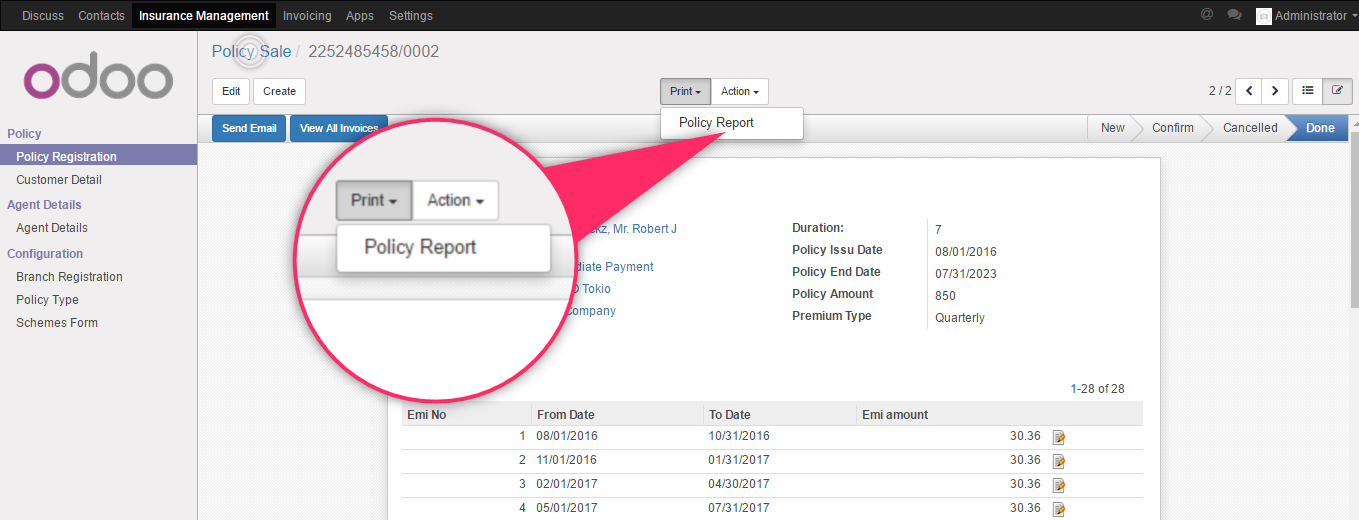 Discuss Contacts Insurance Management Invoicing Apps Settings @ Administrator
odoo
Policy Sale / 2252485458/0002
Edit Create Print Action 2 / 2
Policy Report
Send Email View All Invoices New Confirm Cancelled Done
Policy
Policy Registration
Customer Detail
Agent Details
Agent Details
Configuration
Branch Registration
Policy Type
Schemes Form
Print Action
Policy Report
Mr. Robert J
Payment
Tokio
Company
Duration: 7
Policy Issu Date 08/01/2016
Policy End Date 07/31/2023
Policy Amount 850
Premium Type Quarterly
1-28 of 28
Emi No From Date To Date Emi amount
1 08/01/2016 10/31/2016 30.36
2 11/01/2016 01/31/2017 30.36
3 02/01/2017 04/30/2017 30.36
4 05/01/2017 07/31/2017 30.36